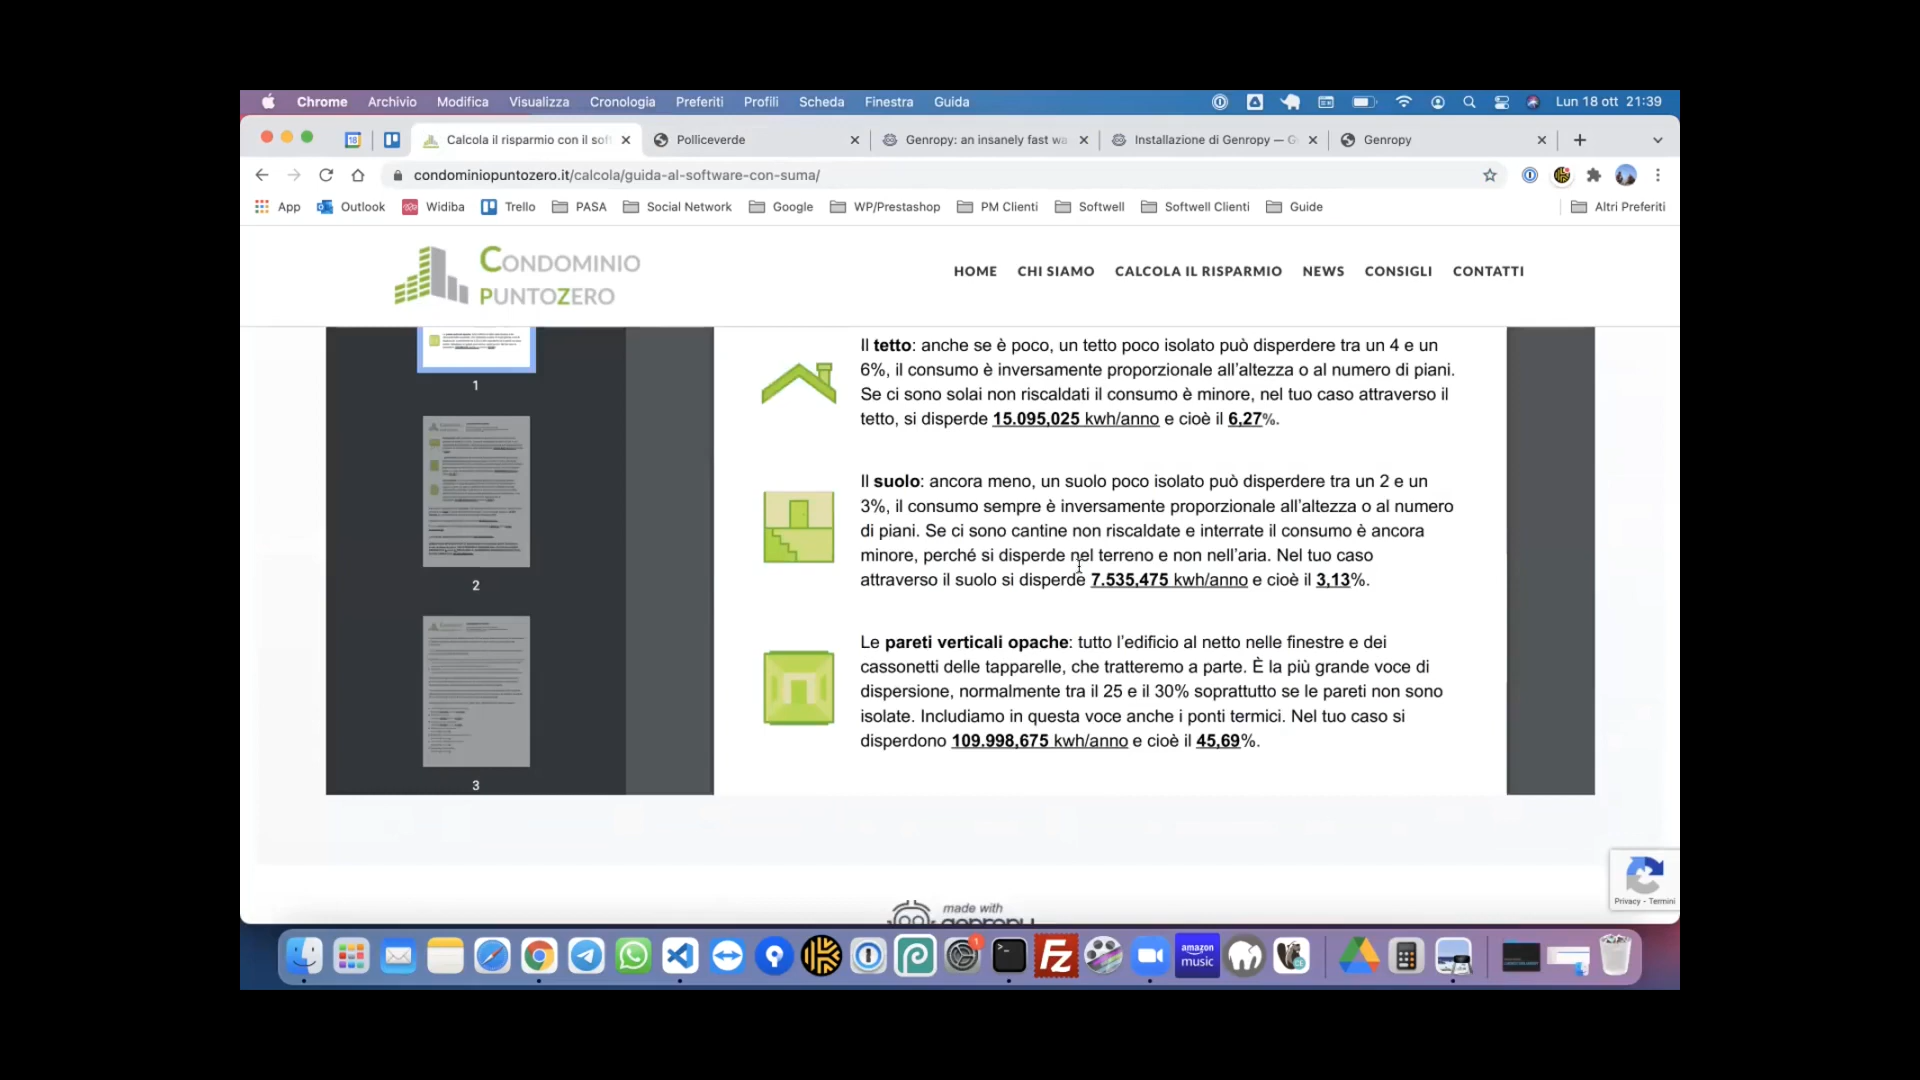 Chrome Archivio Modifica Visualizza Cronologia Preferiti Profili Scheda Finestra Guida Lun 18 ott 21:39
18 Calcola il risparmio con il sof Polliceverde Genropy: an insanely fast wa Installazione di Genropy — G Genropy
condominiopuntozero.it/calcola/guida-al-software-con-suma/
App Outlook Widiba Trello PASA Social Network Google WP/Prestashop PM Clienti Softwell Softwell Clienti Guide Altri Preferiti
CONDOMINIO
PUNTOZERO
HOME CHI SIAMO CALCOLA IL RISPARMIO NEWS CONSIGLI CONTATTI
1
2
3
Il tetto: anche se è poco, un tetto poco isolato può disperdere tra un 4 e un
6%, il consumo è inversamente proporzionale all’altezza o al numero di piani.
Se ci sono solai non riscaldati il consumo è minore, nel tuo caso attraverso il
tetto, si disperde 15.095,025 kwh/anno e cioè il 6,27%.
Il suolo: ancora meno, un suolo poco isolato può disperdere tra un 2 e un
3%, il consumo sempre è inversamente proporzionale all’altezza o al numero
di piani. Se ci sono cantine non riscaldate e interrate il consumo è ancora
minore, perché si disperde nel terreno e non nell’aria. Nel tuo caso
attraverso il suolo si disperde 7.535,475 kwh/anno e cioè il 3,13%.
Le pareti verticali opache: tutto l’edificio al netto nelle finestre e dei
cassonetti delle tapparelle, che tratteremo a parte. È la più grande voce di
dispersione, normalmente tra il 25 e il 30% soprattutto se le pareti non sono
isolate. Includiamo in questa voce anche i ponti termici. Nel tuo caso si
disperdono 109.998,675 kwh/anno e cioè il 45,69%.
Privacy - Termini
made with
genropy
1
Fz
amazon
music